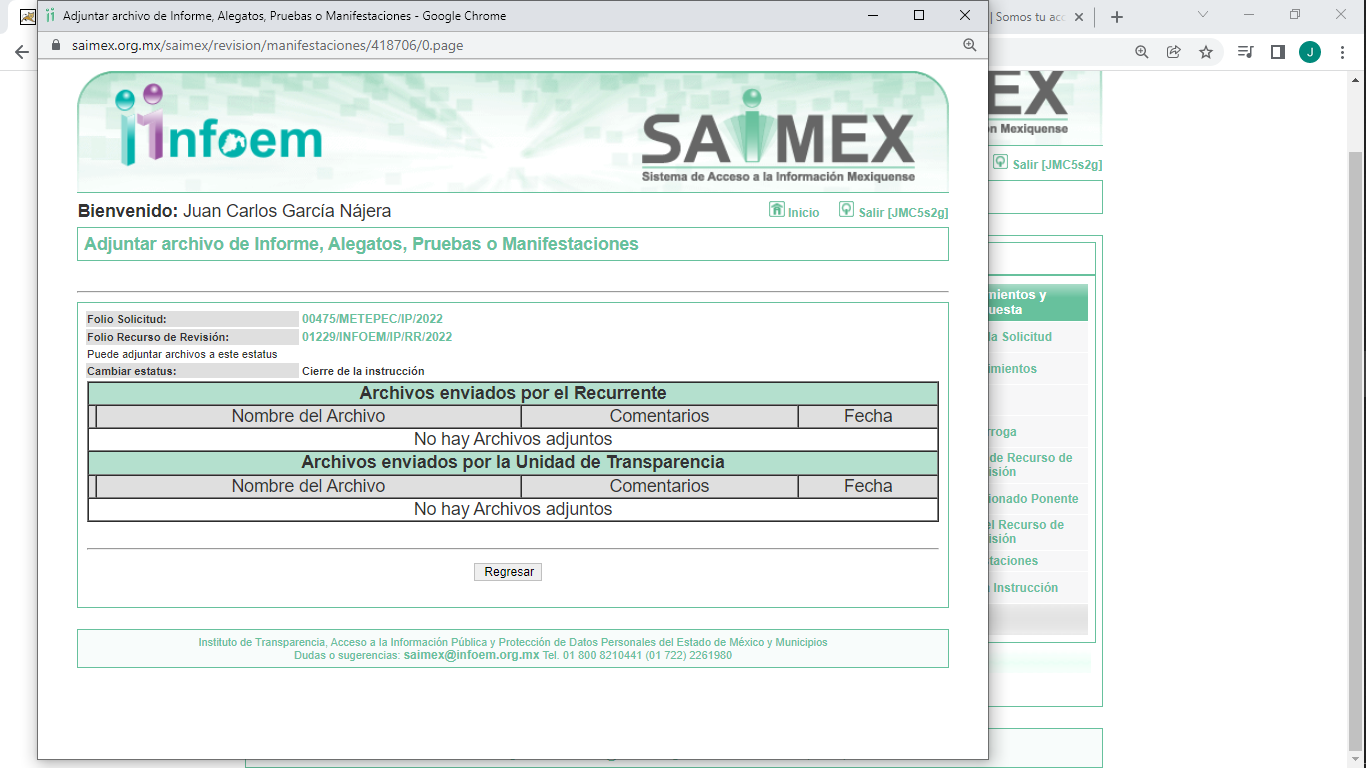 Adjuntar archivo de Informe, Alegatos, Pruebas o Manifestaciones - Google Chrome
| Somos tu acc
saimex.org.mx/saimex/revision/manifestaciones/418706/0.page
J
infoem
SAIMEX
Sistema de Acceso a la Información Mexiquense
EX
ón Mexiquense
Salir [JMC5s2g]
Bienvenido: Juan Carlos García Nájera
Inicio
Salir [JMC5s2g]
Adjuntar archivo de Informe, Alegatos, Pruebas o Manifestaciones
Folio Solicitud: 00475/METEPEC/IP/2022
Folio Recurso de Revisión: 01229/INFOEM/IP/RR/2022
Puede adjuntar archivos a este estatus
Cambiar estatus: Cierre de la instrucción
Archivos enviados por el Recurrente
Nombre del Archivo Comentarios Fecha
No hay Archivos adjuntos
Archivos enviados por la Unidad de Transparencia
Nombre del Archivo Comentarios Fecha
No hay Archivos adjuntos
Regresar
Instituto de Transparencia, Acceso a la Información Pública y Protección de Datos Personales del Estado de México y Municipios
Dudas o sugerencias: saimex@infoem.org.mx Tel. 01 800 8210441 (01 722) 2261980
mientos y
uesta
la Solicitud
imientos
rroga
de Recurso de
isión
ionado Ponente
el Recurso de
isión
taciones
Instrucción